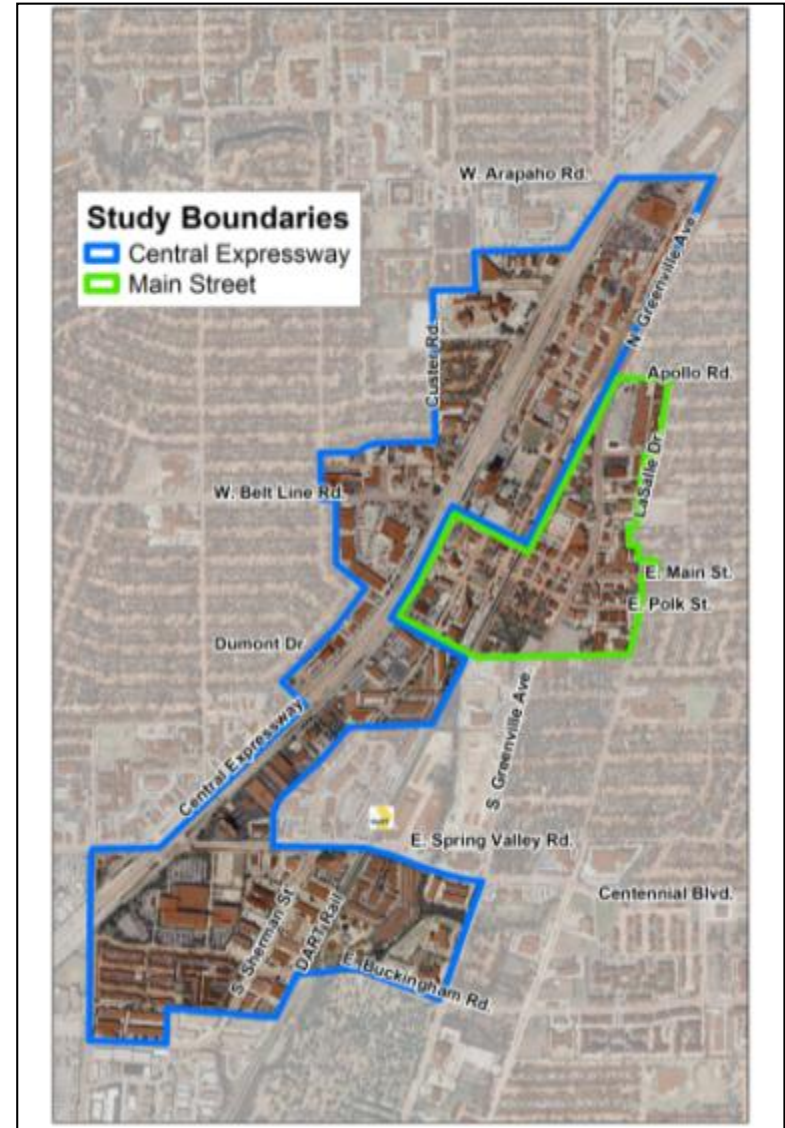 W. Arapaho Rd.
Study Boundaries
Central Expressway
Main Street
N. Greenville Ave.
Custer Rd.
Apollo Rd.
LaSalle Dr
W. Belt Line Rd.
E. Main St.
E. Polk St.
Dumont Dr
S. Greenville Ave
Central Expressway
E. Spring Valley Rd.
Centennial Blvd.
S. Sherman St.
DART Rail
E. Buckingham Rd.